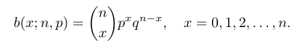 b(x; n, p) = \binom{n}{x} p^x q^{n-x}, x = 0, 1, 2, . . . , n.